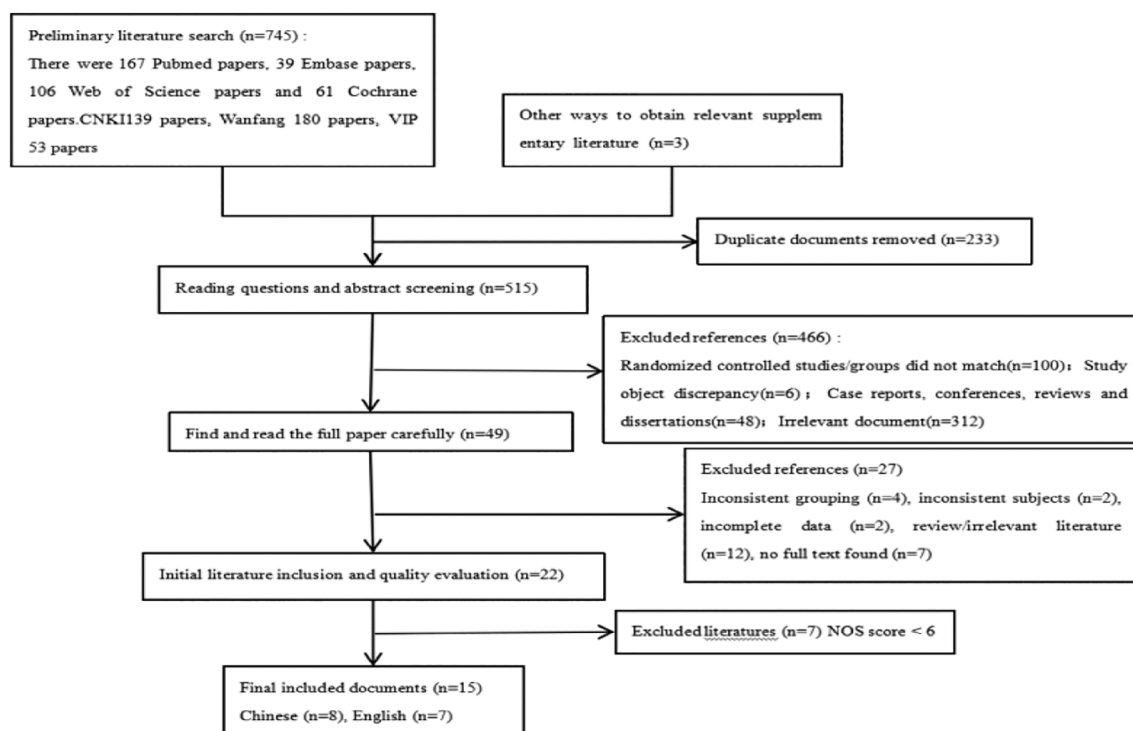 Preliminary literature search (n=745) :
There were 167 Pubmed papers, 39 Embase papers,
106 Web of Science papers and 61 Cochrane
papers.CNKI139 papers, Wanfang 180 papers, VIP
53 papers
Other ways to obtain relevant supplem
entary literature (n=3)
Duplicate documents removed (n=233)
Reading questions and abstract screening (n=515)
Excluded references (n=466) :
Randomized controlled studies/groups did not match(n=100); Study
object discrepancy(n=6) ; Case reports, conferences, reviews and
dissertations(n=48); Irrelevant document(n=312)
Find and read the full paper carefully (n=49)
Excluded references (n=27)
Inconsistent grouping (n=4), inconsistent subjects (n=2),
incomplete data (n=2), review/irrelevant literature
(n=12), no full text found (n=7)
Initial literature inclusion and quality evaluation (n=22)
Excluded literatures (n=7) NOS score < 6
Final included documents (n=15)
Chinese (n=8), English (n=7)